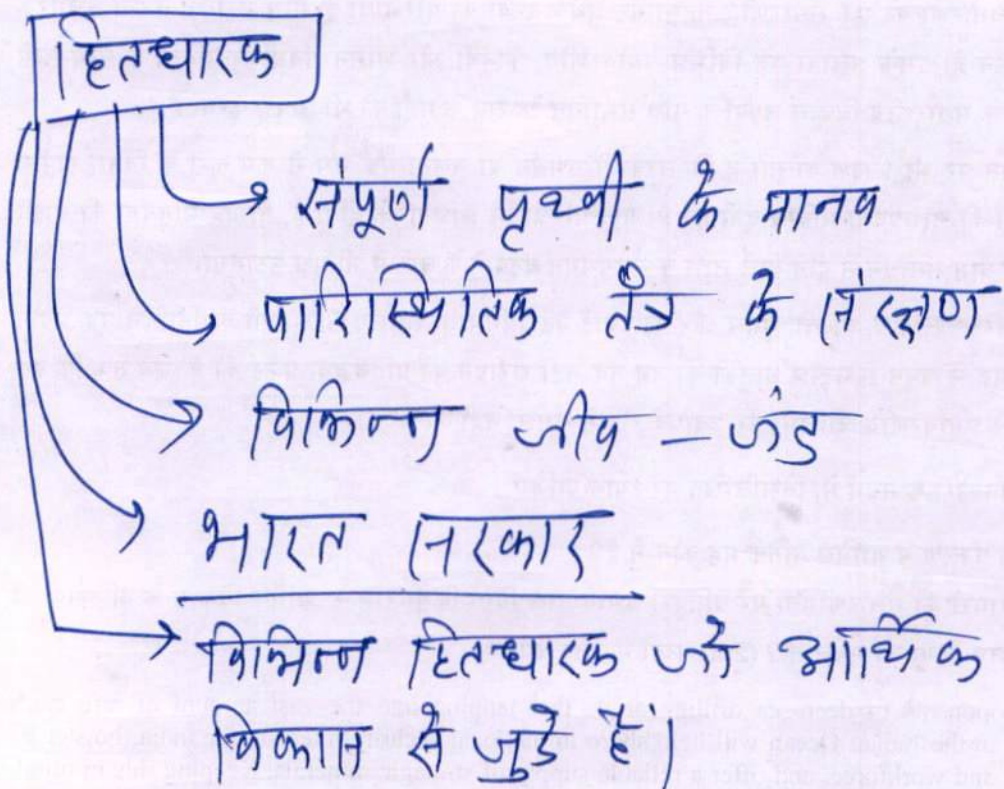 हितधारक
संपूर्ण पृथ्वी के मानव
पारिस्थितिक तंत्र के संरक्षण
विभिन्न जीव – जंतु
भारत सरकार
विभिन्न हितधारक जो आर्थिक
विकास से जुड़े हैं।